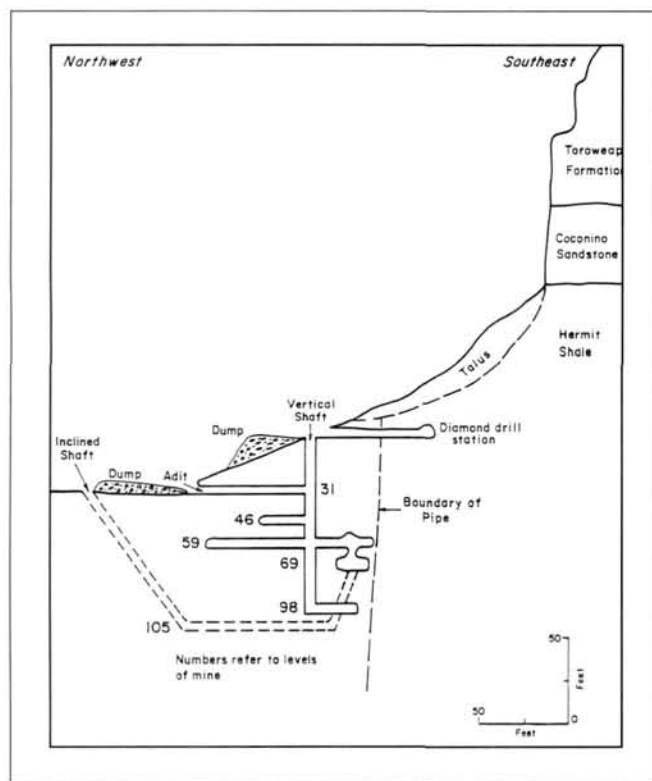 Northwest
Southeast
Toroweap
Formation
Coconino
Sandstone
Hermit
Shale
Talus
Vertical
Shaft
Dump
Diamond drill
station
Inclined
Shaft
Dump
Adit
31
Boundary of
Pipe
46
59
69
98
105
Numbers refer to levels
of mine
50
Feet
0
50
Feet